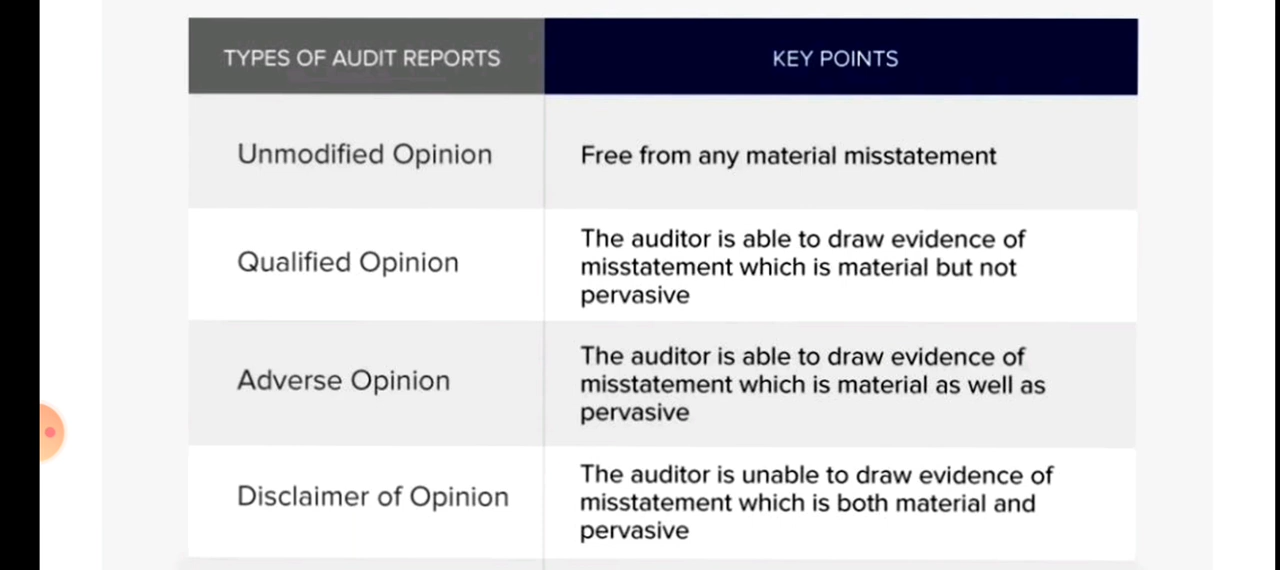 TYPES OF AUDIT REPORTS
KEY POINTS
Unmodified Opinion
Free from any material misstatement
Qualified Opinion
The auditor is able to draw evidence of
misstatement which is material but not
pervasive
Adverse Opinion
The auditor is able to draw evidence of
misstatement which is material as well as
pervasive
Disclaimer of Opinion
The auditor is unable to draw evidence of
misstatement which is both material and
pervasive